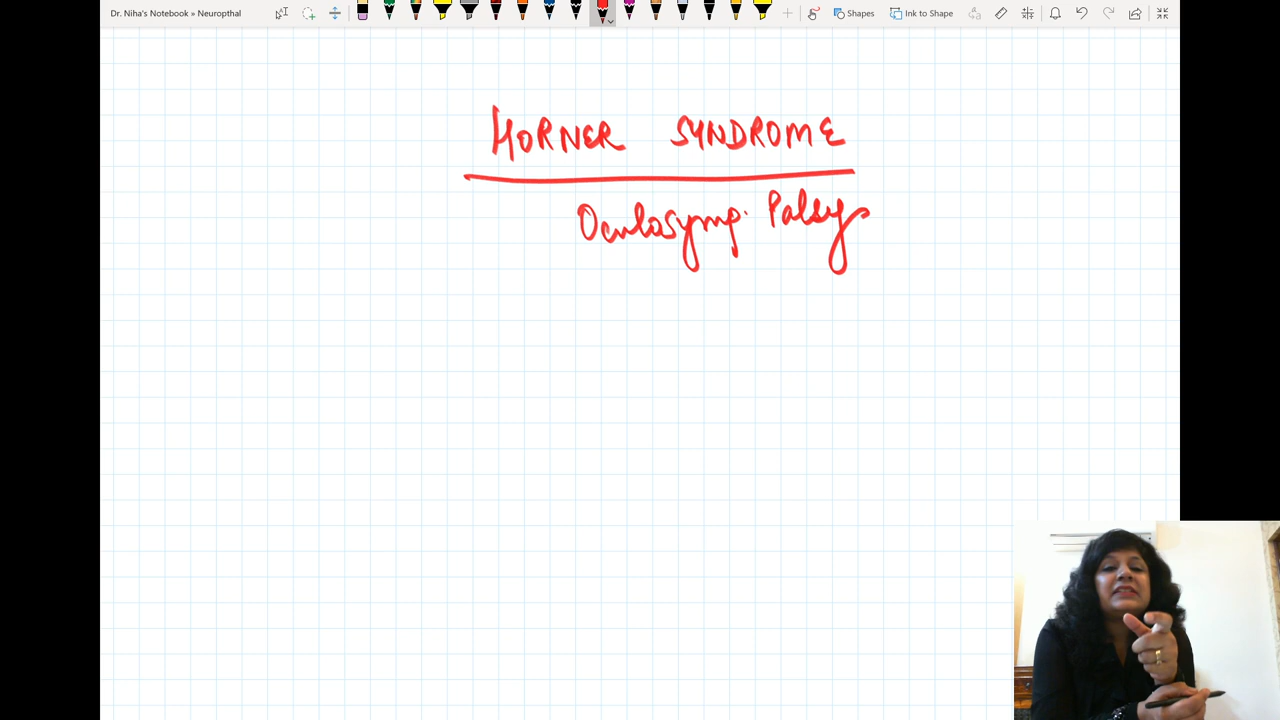 Dr. Niha's Notebook » Neuropthal
Shapes
Ink to Shape
HORNER SYNDROME
Oculosymp. Palsy